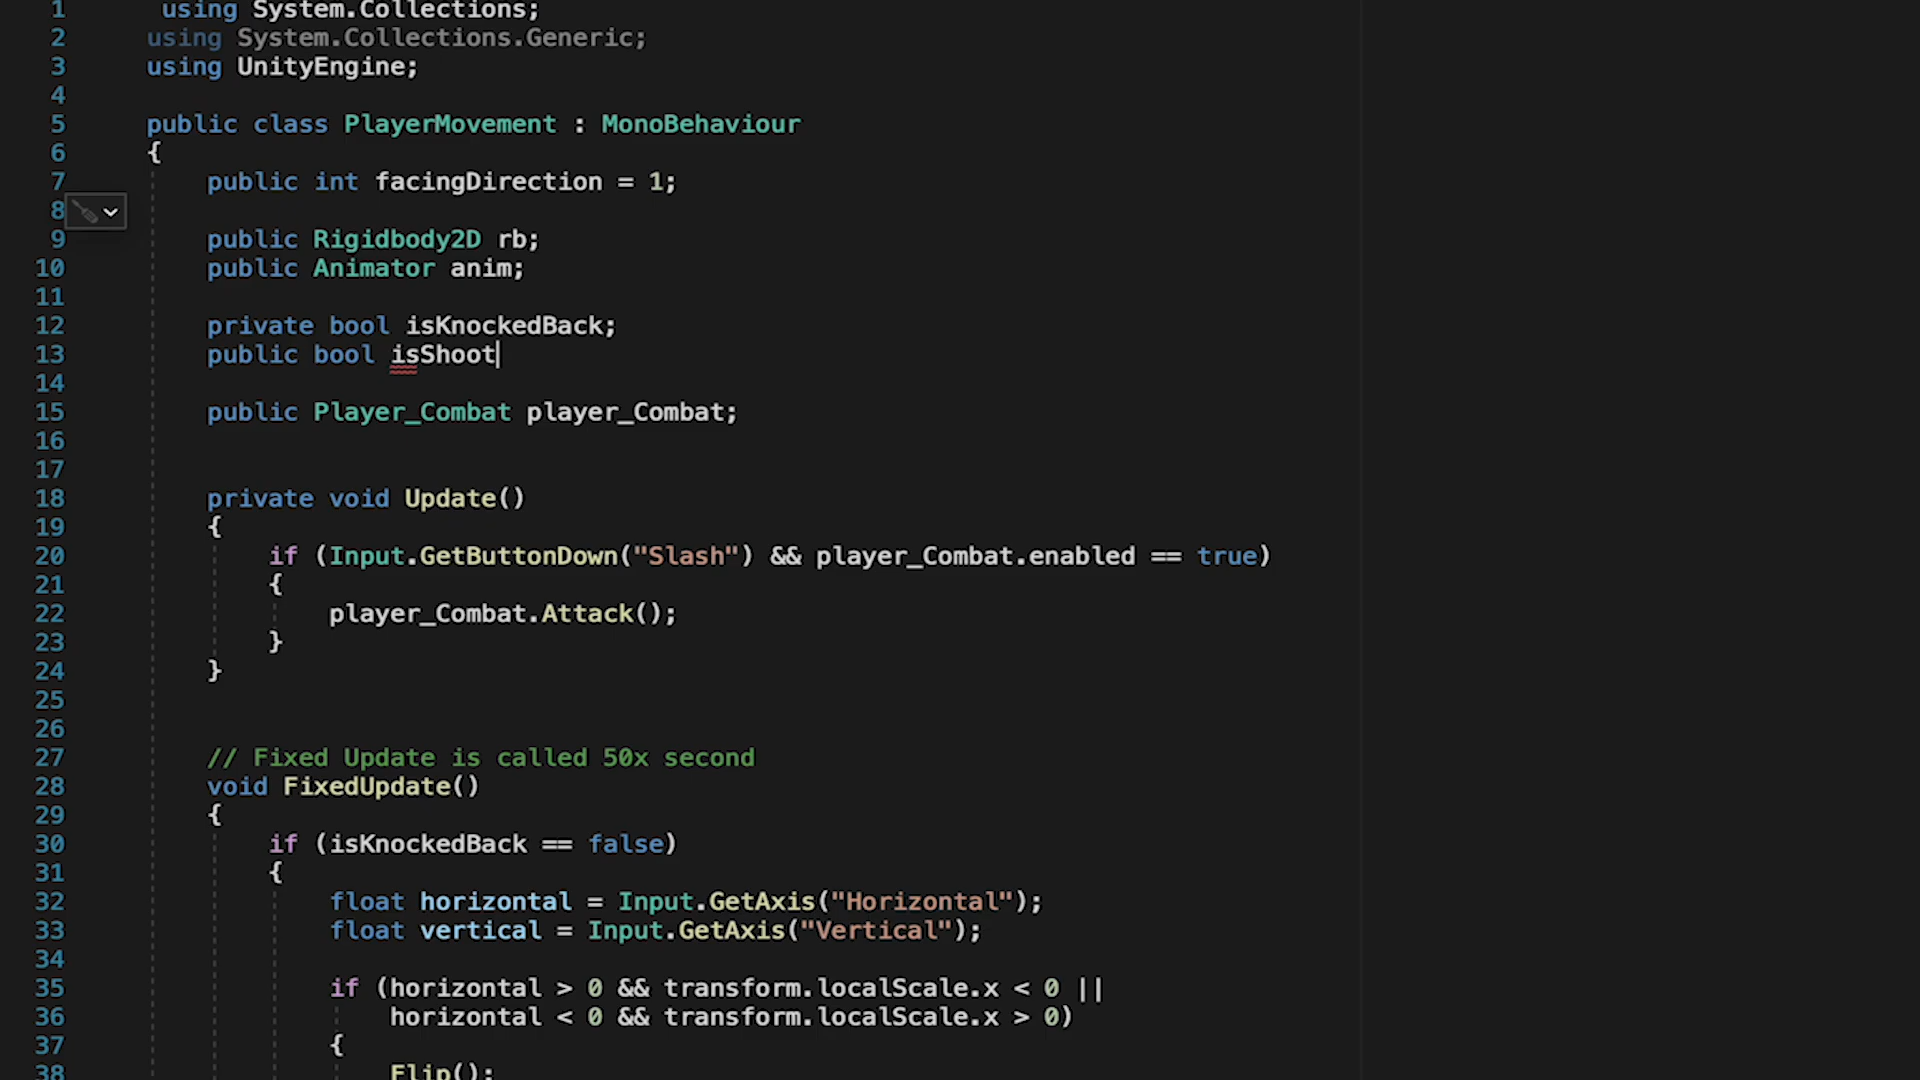 1 using System.Collections;
2 using System.Collections.Generic;
3 using UnityEngine;
4
5 public class PlayerMovement : MonoBehaviour
6 {
7 public int facingDirection = 1;
8
9 public Rigidbody2D rb;
10 public Animator anim;
11
12 private bool isKnockedBack;
13 public bool isShoot
14
15 public Player_Combat player_Combat;
16
17
18 private void Update()
19 {
20 if (Input.GetButtonDown("Slash") && player_Combat.enabled == true)
21 {
22 player_Combat.Attack();
23 }
24 }
25
26
27 // Fixed Update is called 50x second
28 void FixedUpdate()
29 {
30 if (isKnockedBack == false)
31 {
32 float horizontal = Input.GetAxis("Horizontal");
33 float vertical = Input.GetAxis("Vertical");
34
35 if (horizontal > 0 && transform.localScale.x < 0 ||
36 horizontal < 0 && transform.localScale.x > 0)
37 {
38 Flip();